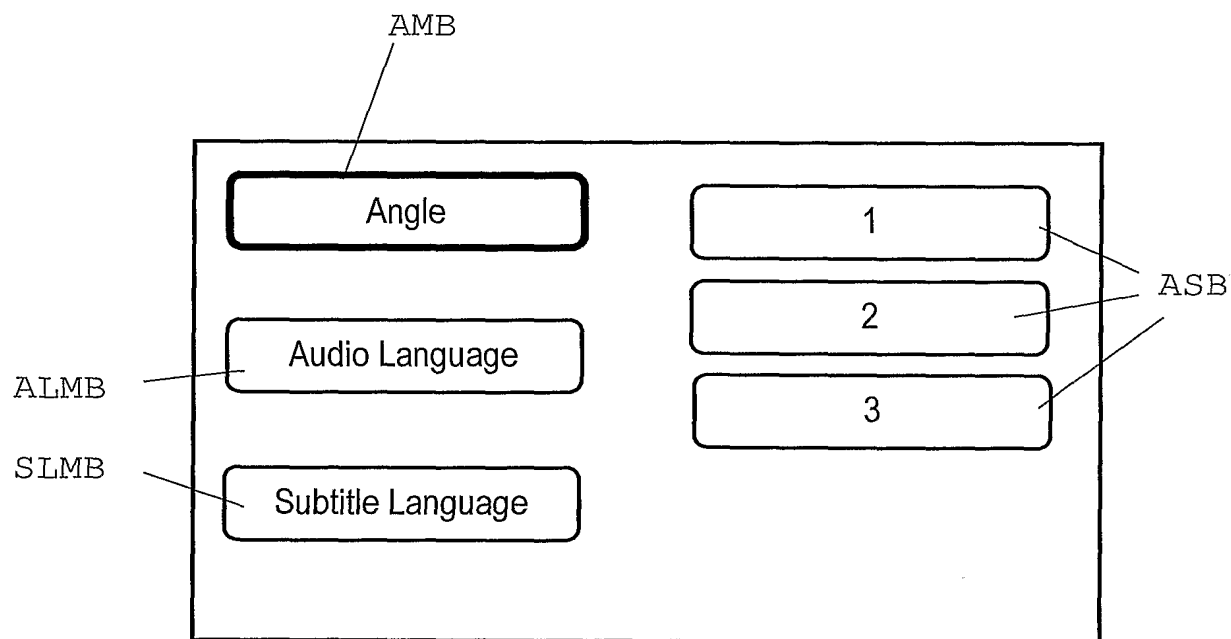 AMB
Angle
1
ASB
2
Audio Language
ALMB
3
SLMB
Subtitle Language